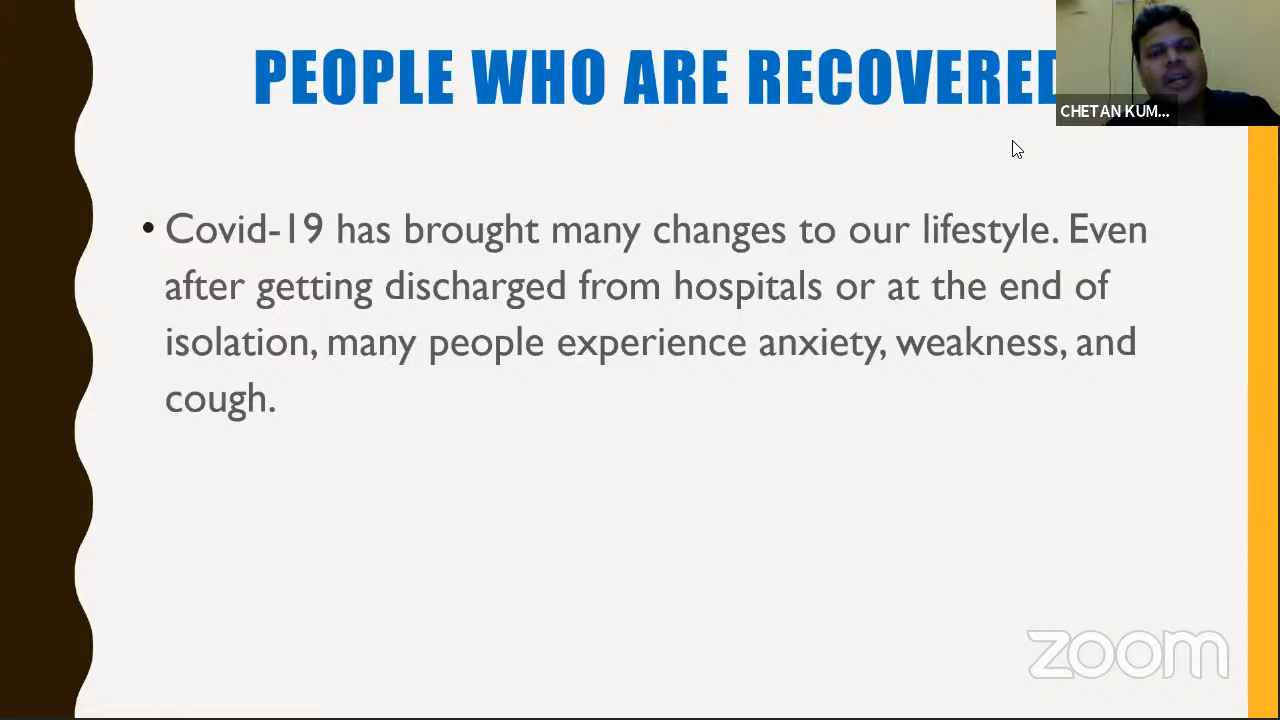 PEOPLE WHO ARE RECOVERED
CHETAN KUM...
• Covid-19 has brought many changes to our lifestyle. Even
after getting discharged from hospitals or at the end of
isolation, many people experience anxiety, weakness, and
cough.
zoom